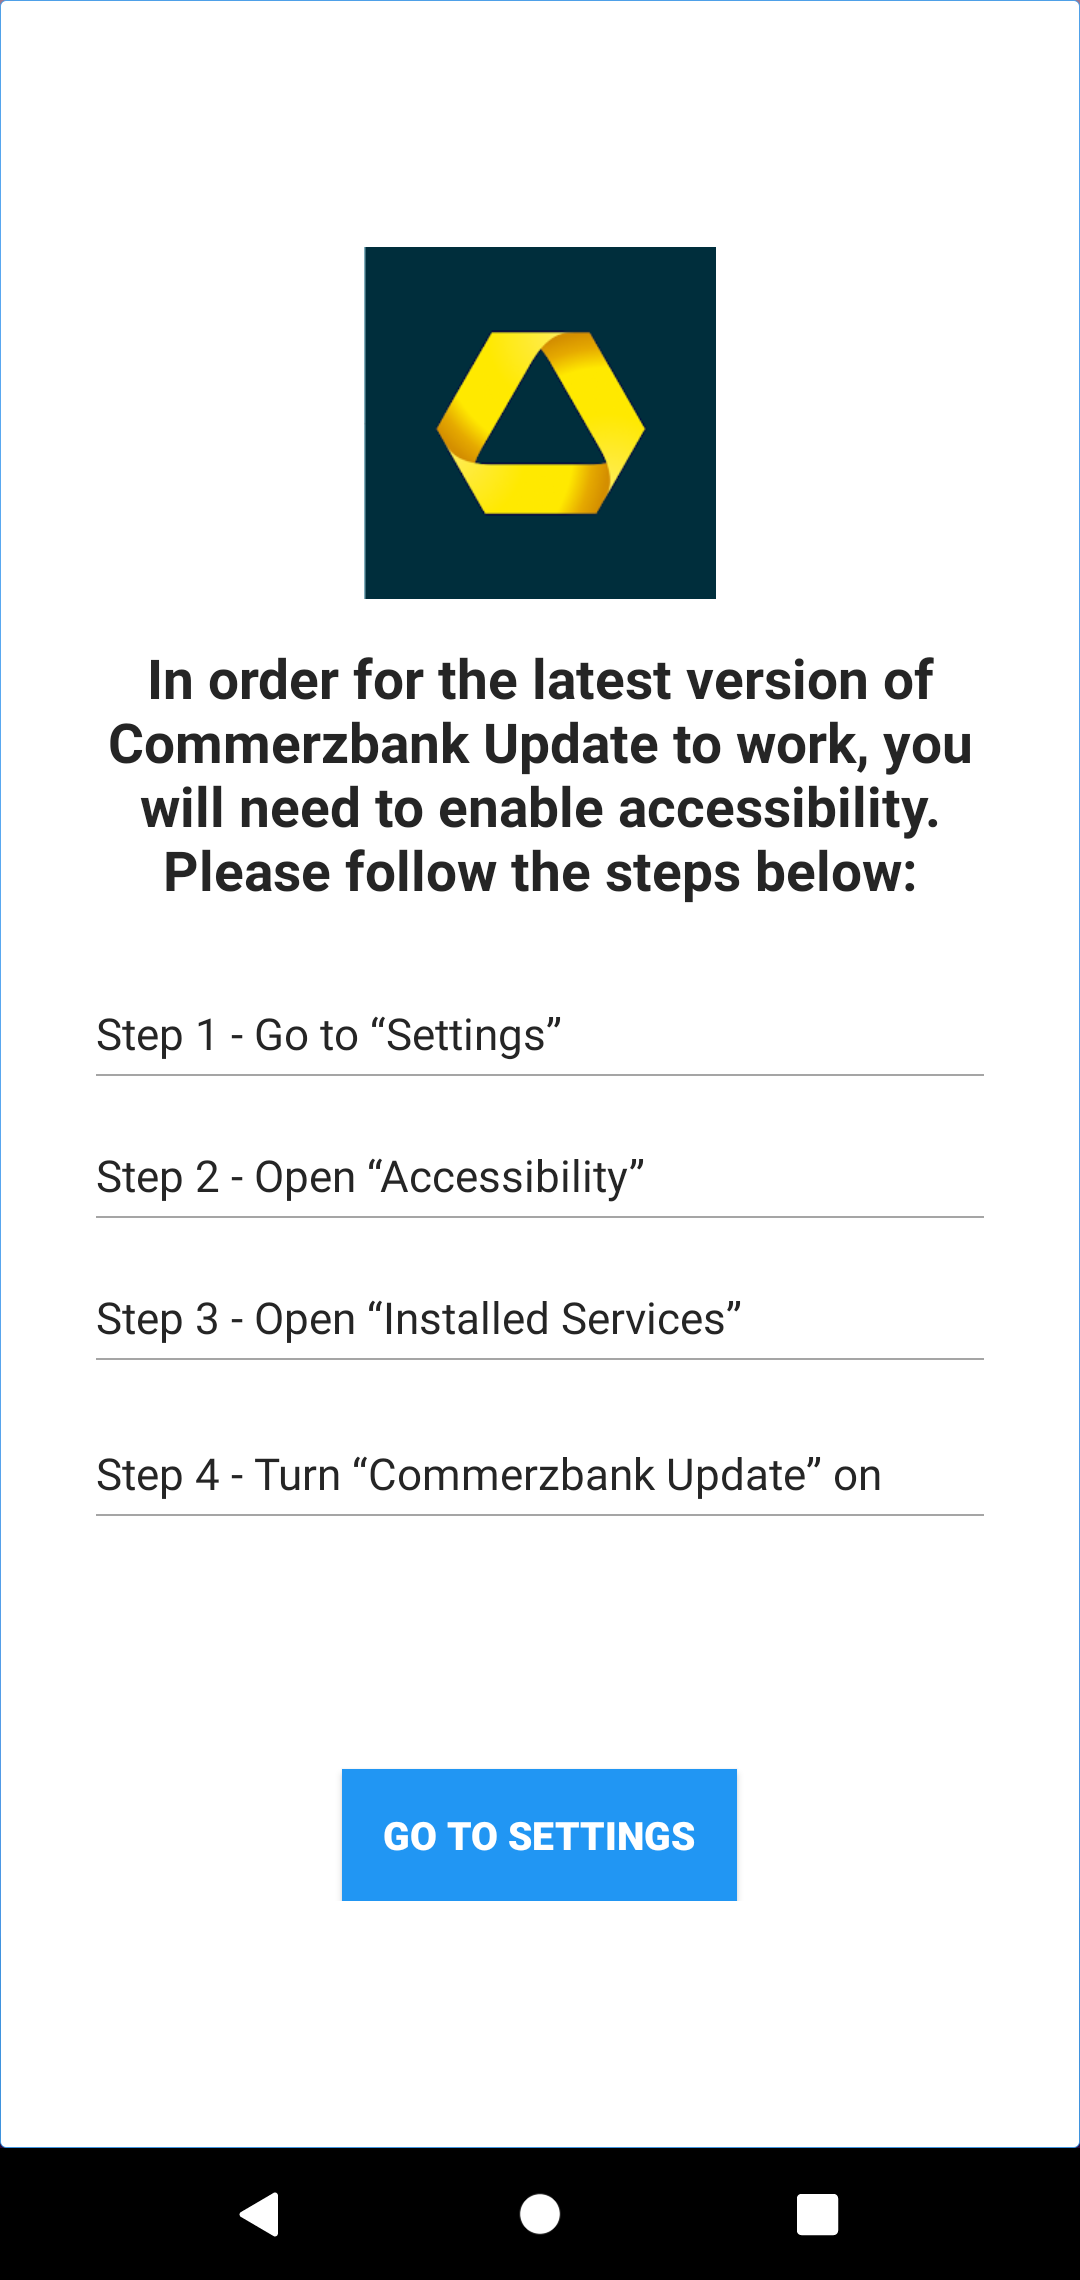 In order for the latest version of
Commerzbank Update to work, you
will need to enable accessibility.
Please follow the steps below:
Step 1 - Go to “Settings”
Step 2 - Open “Accessibility”
Step 3 - Open “Installed Services”
Step 4 - Turn “Commerzbank Update” on
GO TO SETTINGS